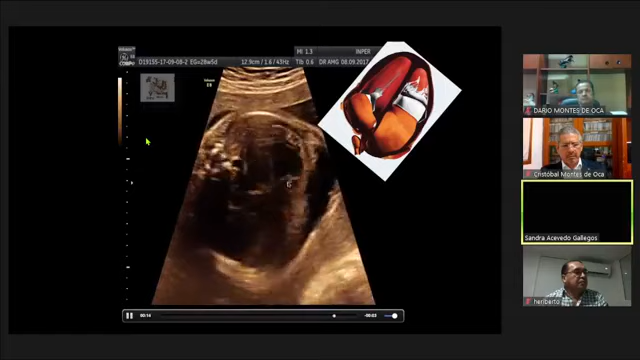 MI 1.3
INPER
D19155-17-09-08-2
EG=28w5d
12.9cm / 1.6 / 43Hz
TIb 0.6
DR AMG
08.09.2017
G
00:14
-00:03
DARIO MONTES DE OCA
Cristóbal Montes de Oca
Sandra Acevedo Gallegos
heriberto